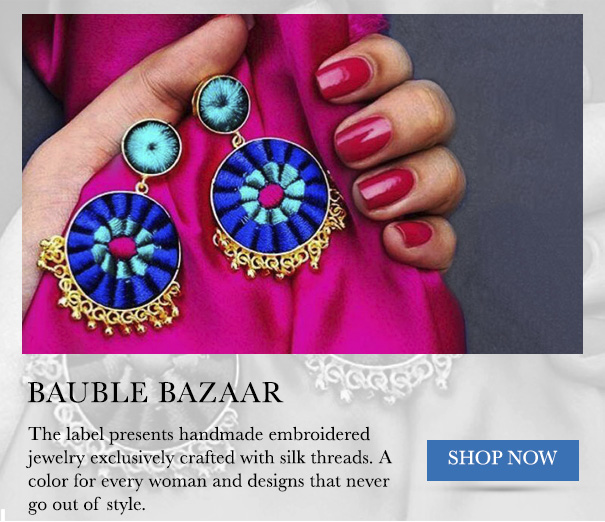 BAUBLE BAZAAR
The label presents handmade embroidered
jewelry exclusively crafted with silk threads. A
color for every woman and designs that never
go out of style.
SHOP NOW